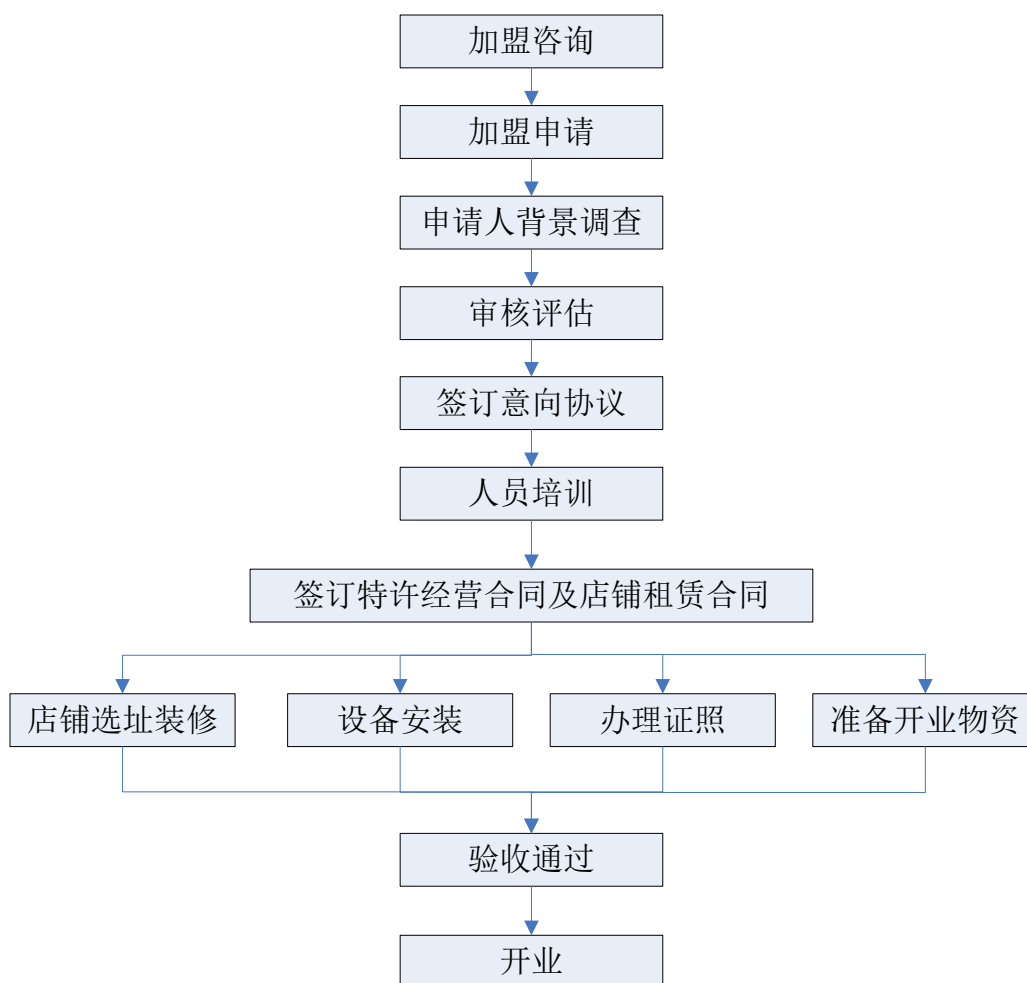 加盟咨询
加盟申请
申请人背景调查
审核评估
签订意向协议
人员培训
签订特许经营合同及店铺租赁合同
店铺选址装修
设备安装
办理证照
准备开业物资
验收通过
开业